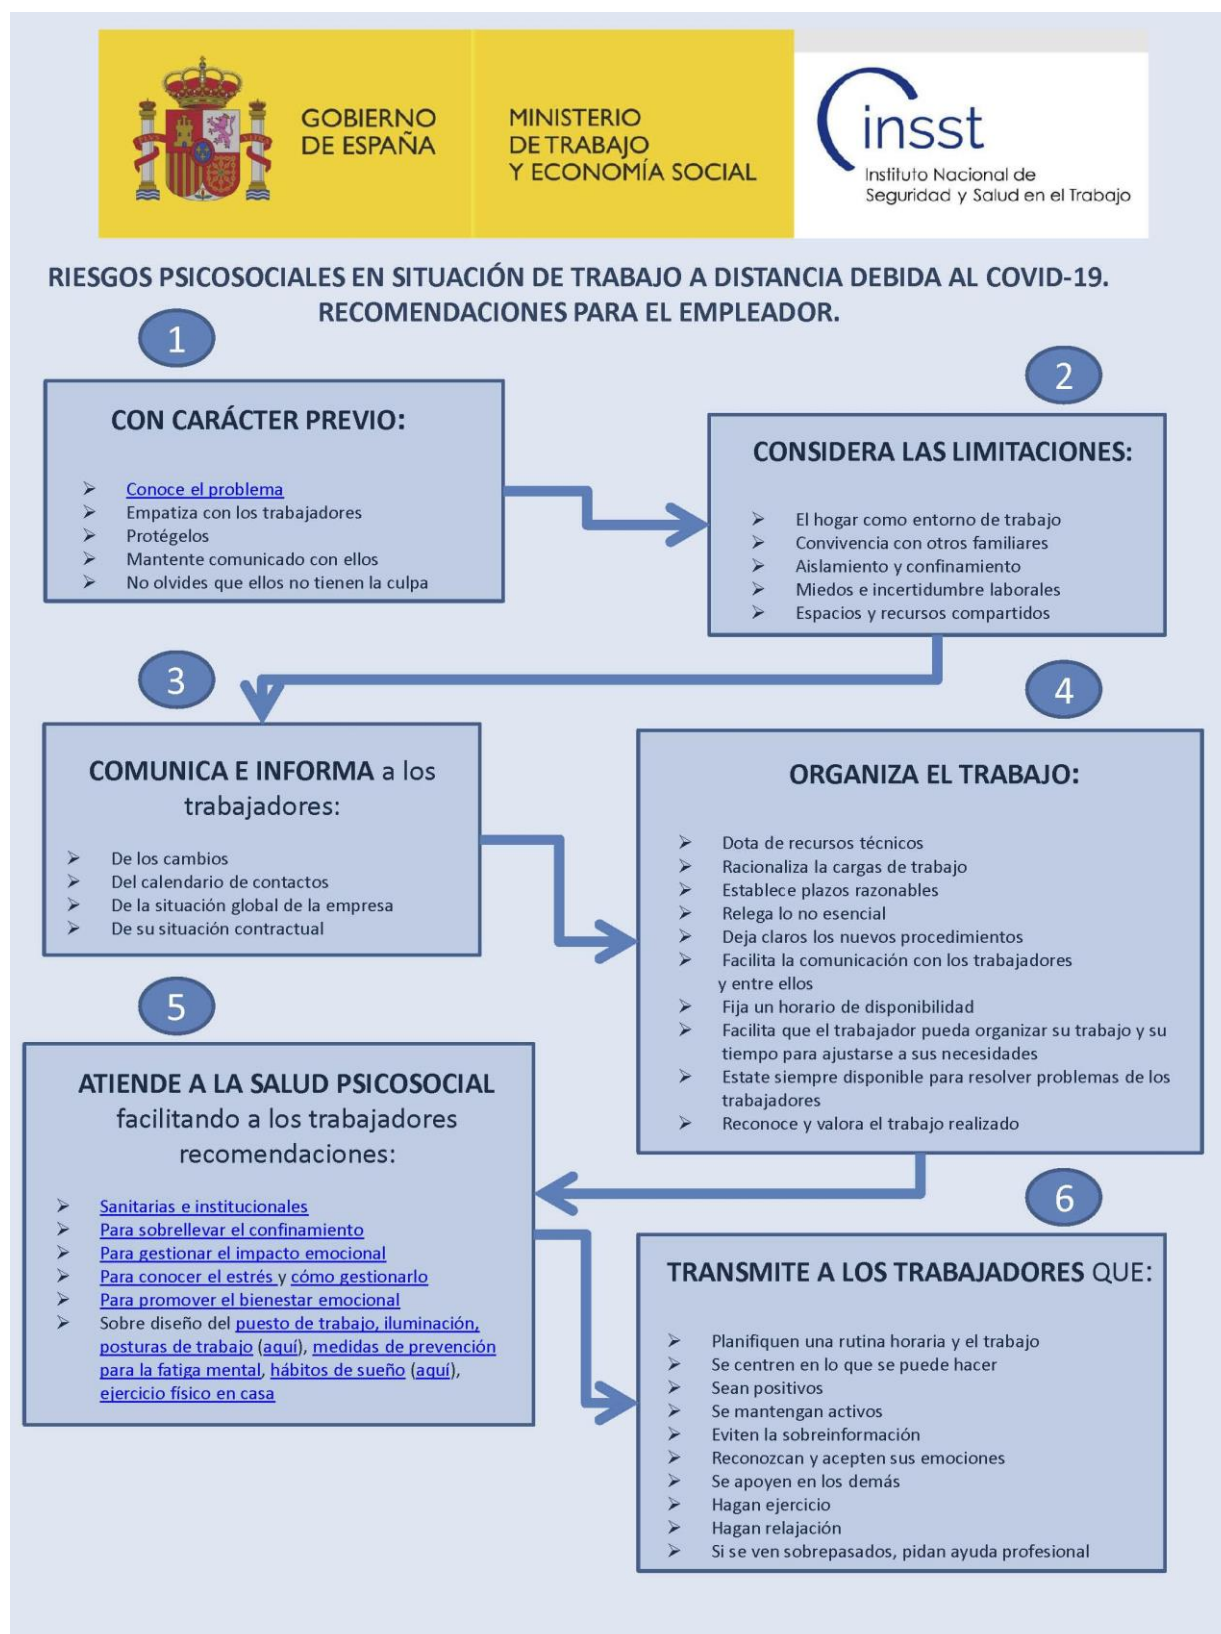 GOBIERNO
DE ESPAÑA
MINISTERIO
DE TRABAJO
Y ECONOMÍA SOCIAL
insst
Instituto Nacional de
Seguridad y Salud en el Trabajo
RIESGOS PSICOSOCIALES EN SITUACIÓN DE TRABAJO A DISTANCIA DEBIDA AL COVID-19.
RECOMENDACIONES PARA EL EMPLEADOR.
1
CON CARÁCTER PREVIO:
➢ Conoce el problema
➢ Empatiza con los trabajadores
➢ Protégelos
➢ Mantente comunicado con ellos
➢ No olvides que ellos no tienen la culpa
2
CONSIDERA LAS LIMITACIONES:
➢ El hogar como entorno de trabajo
➢ Convivencia con otros familiares
➢ Aislamiento y confinamiento
➢ Miedos e incertidumbre laborales
➢ Espacios y recursos compartidos
3
COMUNICA E INFORMA a los
trabajadores:
➢ De los cambios
➢ Del calendario de contactos
➢ De la situación global de la empresa
➢ De su situación contractual
4
ORGANIZA EL TRABAJO:
➢ Dota de recursos técnicos
➢ Racionaliza la cargas de trabajo
➢ Establece plazos razonables
➢ Relega lo no esencial
➢ Deja claros los nuevos procedimientos
➢ Facilita la comunicación con los trabajadores
y entre ellos
➢ Fija un horario de disponibilidad
➢ Facilita que el trabajador pueda organizar su trabajo y su
tiempo para ajustarse a sus necesidades
➢ Estate siempre disponible para resolver problemas de los
trabajadores
➢ Reconoce y valora el trabajo realizado
5
ATIENDE A LA SALUD PSICOSOCIAL
facilitando a los trabajadores
recomendaciones:
➢ Sanitarias e institucionales
➢ Para sobrellevar el confinamiento
➢ Para gestionar el impacto emocional
➢ Para conocer el estrés y cómo gestionarlo
➢ Para promover el bienestar emocional
➢ Sobre diseño del puesto de trabajo, iluminación,
posturas de trabajo (aquí), medidas de prevención
para la fatiga mental, hábitos de sueño (aquí),
ejercicio físico en casa
6
TRANSMITE A LOS TRABAJADORES QUE:
➢ Planifiquen una rutina horaria y el trabajo
➢ Se centren en lo que se puede hacer
➢ Sean positivos
➢ Se mantengan activos
➢ Eviten la sobreinformación
➢ Reconozcan y acepten sus emociones
➢ Se apoyen en los demás
➢ Hagan ejercicio
➢ Hagan relajación
➢ Si se ven sobrepasados, pidan ayuda profesional